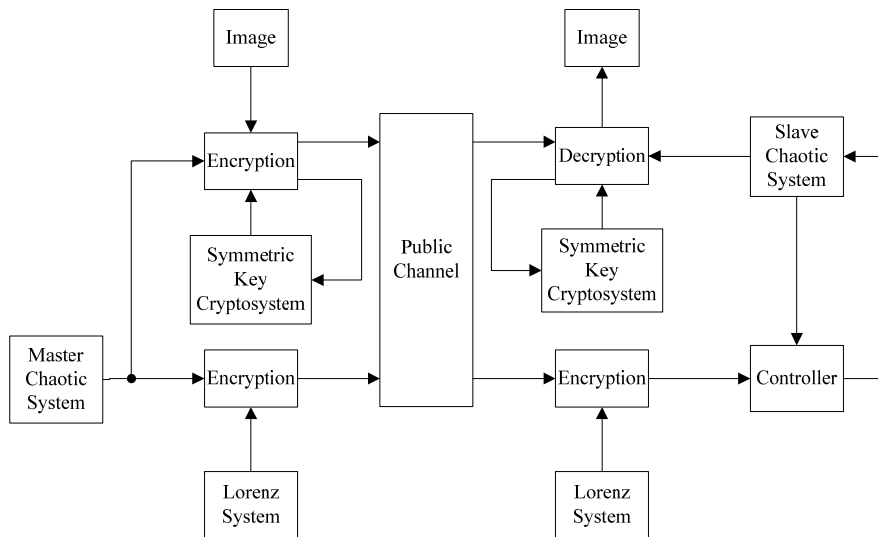 Image
Image
Encryption
Decryption
Slave
Chaotic
System
Symmetric
Key
Cryptosystem
Public
Channel
Symmetric
Key
Cryptosystem
Master
Chaotic
System
Encryption
Encryption
Controller
Lorenz
System
Lorenz
System